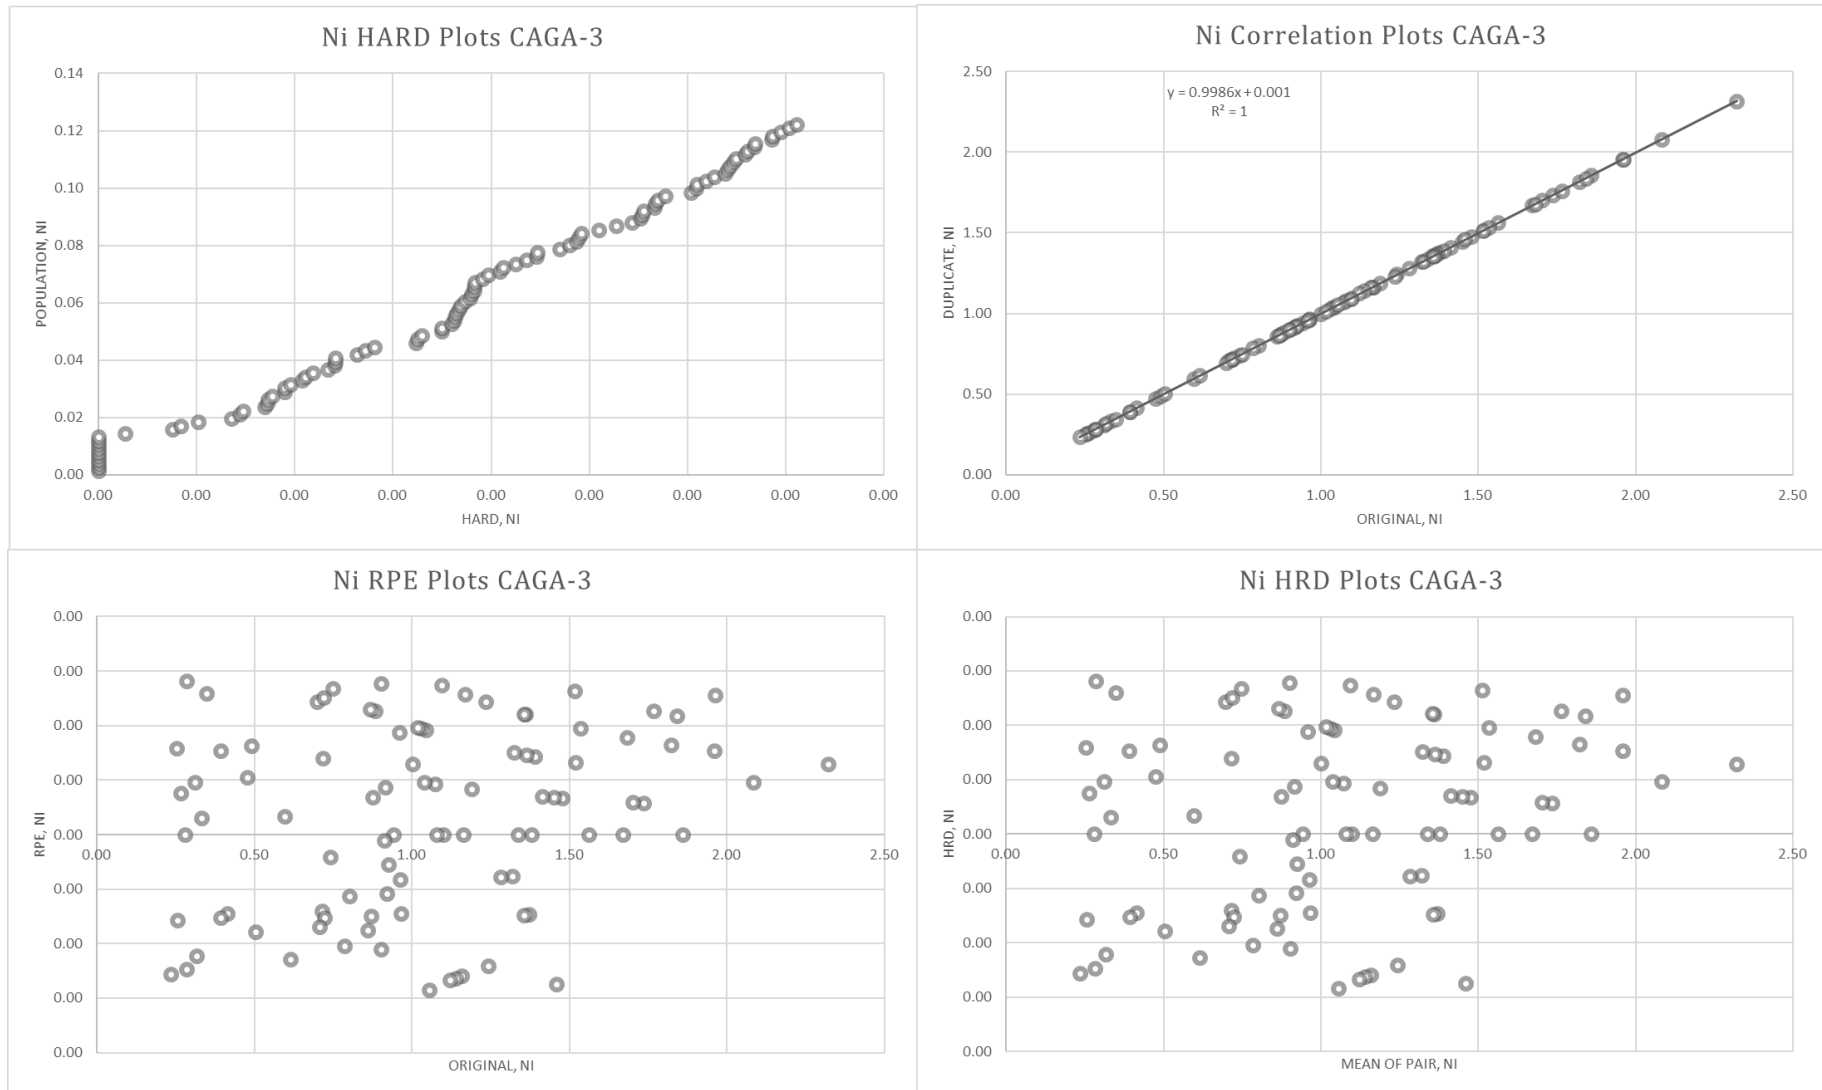 Ni HARD Plots CAGA-3
0.14
0.12
0.10
0.08
0.06
0.04
0.02
0.00
POPULATION, NI
0.00 0.00 0.00 0.00 0.00 0.00 0.00 0.00 0.00
HARD, NI
Ni Correlation Plots CAGA-3
y = 0.9986x + 0.001
R² = 1
2.50
2.00
1.50
1.00
0.50
0.00
DUPLICATE, NI
0.00 0.50 1.00 1.50 2.00 2.50
ORIGINAL, NI
Ni RPE Plots CAGA-3
0.00
0.00
0.00
0.00
0.00
0.00
0.00
0.00
0.00
RPE, NI
0.00 0.50 1.00 1.50 2.00 2.50
ORIGINAL, NI
Ni HRD Plots CAGA-3
0.00
0.00
0.00
0.00
0.00
0.00
0.00
0.00
0.00
HRD, NI
0.00 0.50 1.00 1.50 2.00 2.50
MEAN OF PAIR, NI